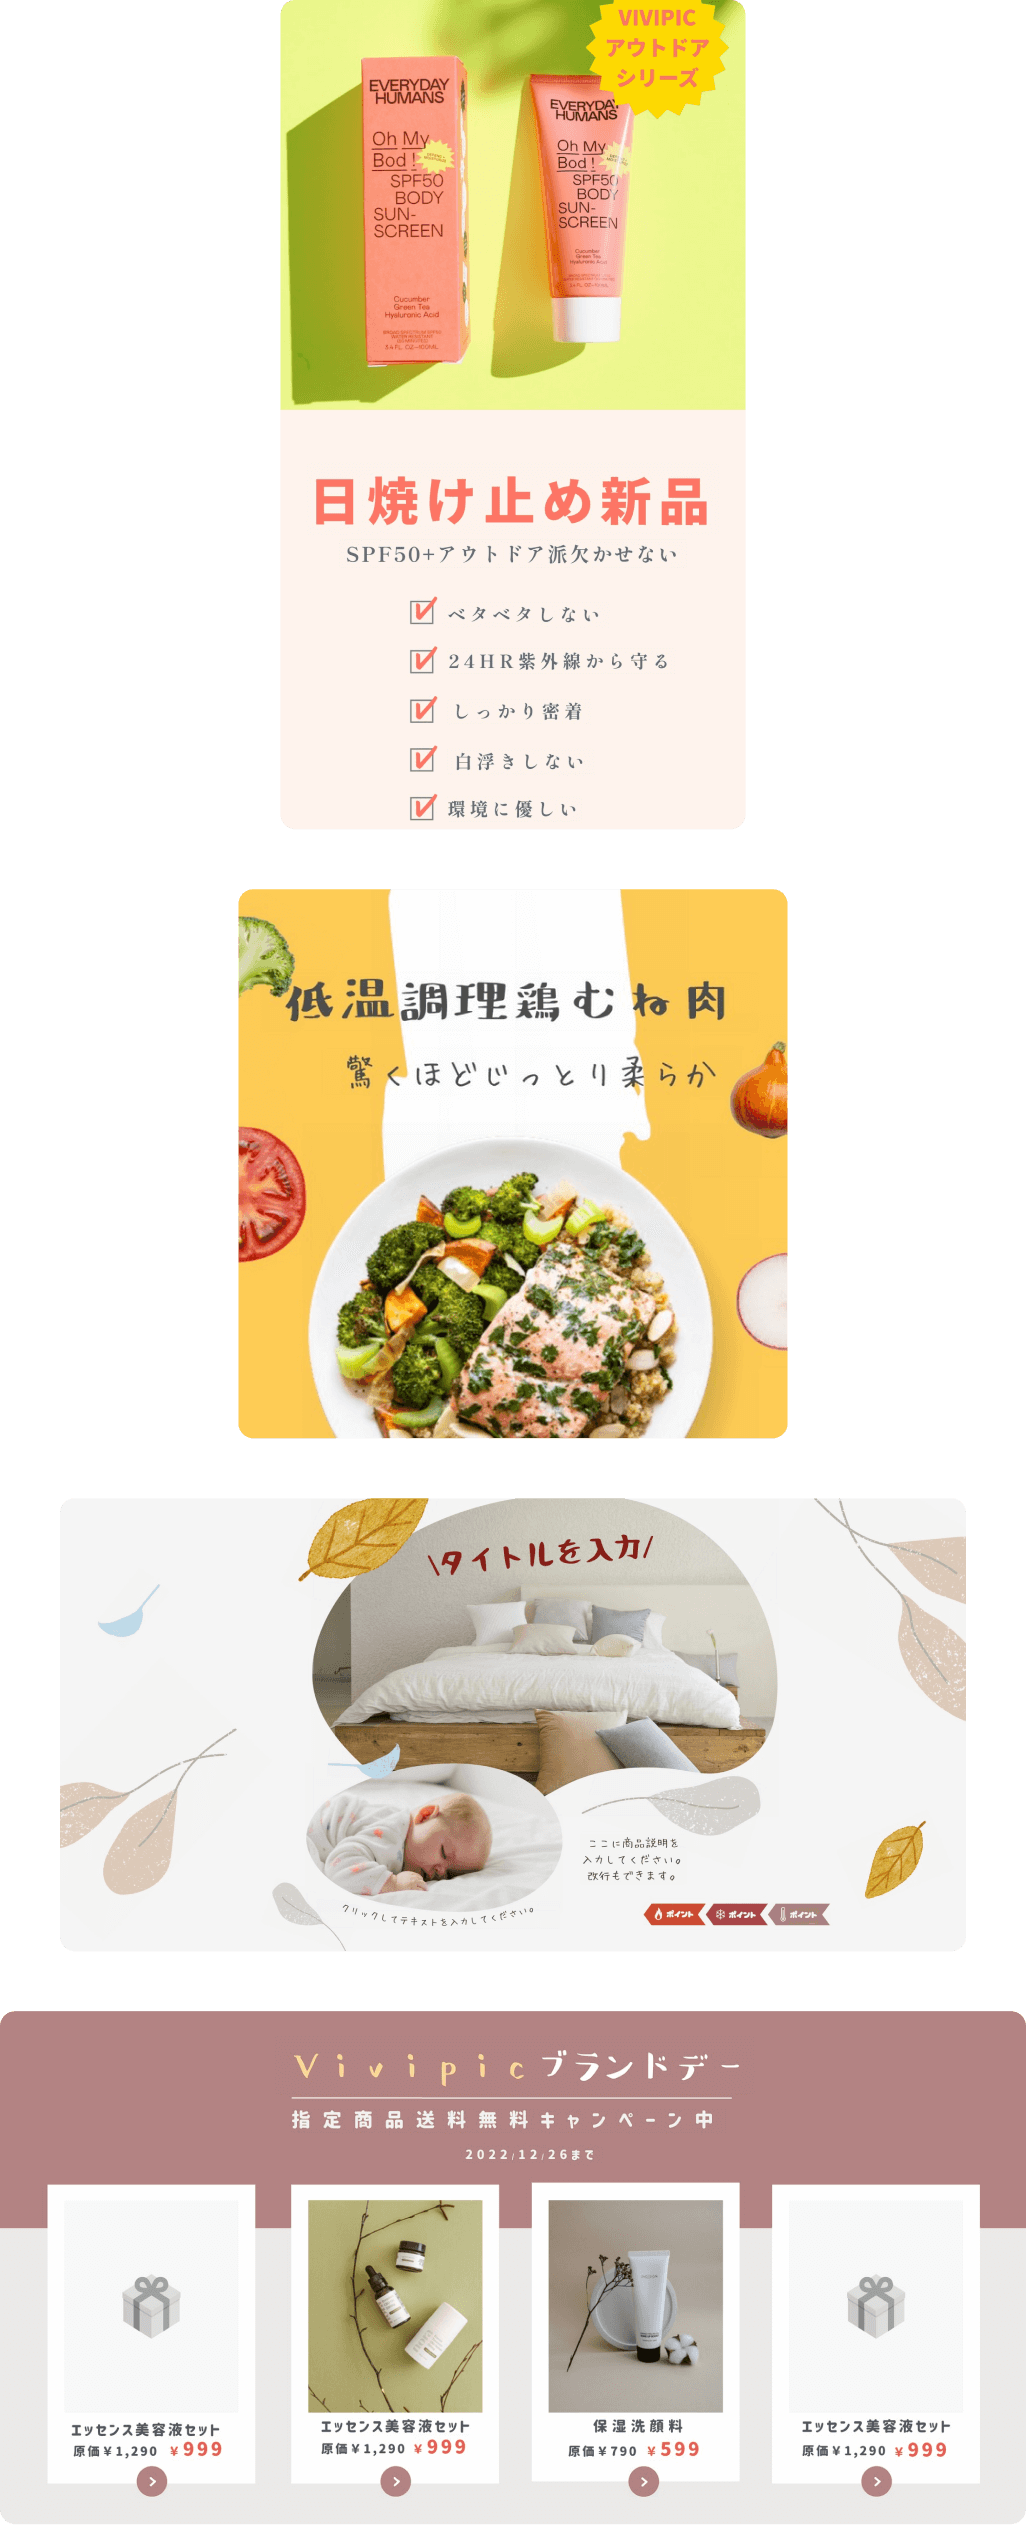 VIVIPIC
アウトドア
シリーズ
EVERYDAY
HUMANS
Oh My
Bod !
SPF50
BODY
SUN-
SCREEN
Cucumber
Green Tea
Hyaluronic Acid
3.4 FL. OZ.-100ML
EVERYDAY
HUMANS
Oh My
Bod !
SPF50
BODY
SUN-
SCREEN
Cucumber
Green Tea
Hyaluronic Acid
日焼け止め新品
SPF50+アウトドア派欠かせない
ベタベタしない
24HR紫外線から守る
しっかり密着
白浮きしない
環境に優しい
低温調理鶏むね肉
驚くほどじっとり柔らか
\タイトルを入力/
ここに商品説明を
入力してください。
改行もできます。
クリックしてテキストを入力してください。
ポイント ポイント ポイント
Vivipicブランドデー
指定商品送料無料キャンペーン中
2022/12/26まで
エッセンス美容液セット
原価¥1,290 ¥999
エッセンス美容液セット
原価¥1,290 ¥999
保湿洗顔料
原価¥790 ¥599
エッセンス美容液セット
原価¥1,290 ¥999